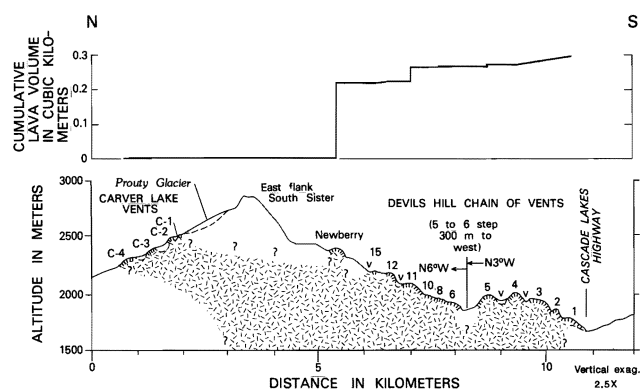 N
S
CUMULATIVE
LAVA VOLUME
IN CUBIC KILO-
METERS
0.3
0.2
0.1
0
Prouty Glacier
CARVER LAKE
VENTS
C-1
C-2
C-3
C-4
East flank
South Sister
Newberry
DEVILS HILL CHAIN OF VENTS
(5 to 6 step
300 m to
west)
N6°W
N3°W
CASCADE LAKES
HIGHWAY
ALTITUDE IN METERS
3000
2500
2000
1500
15
v
12
v
11
10
8
6
5
v
4
v
3
2
1
?
?
?
?
?
?
?
?
?
?
0
5
10
DISTANCE IN KILOMETERS
Vertical exag.
2.5X